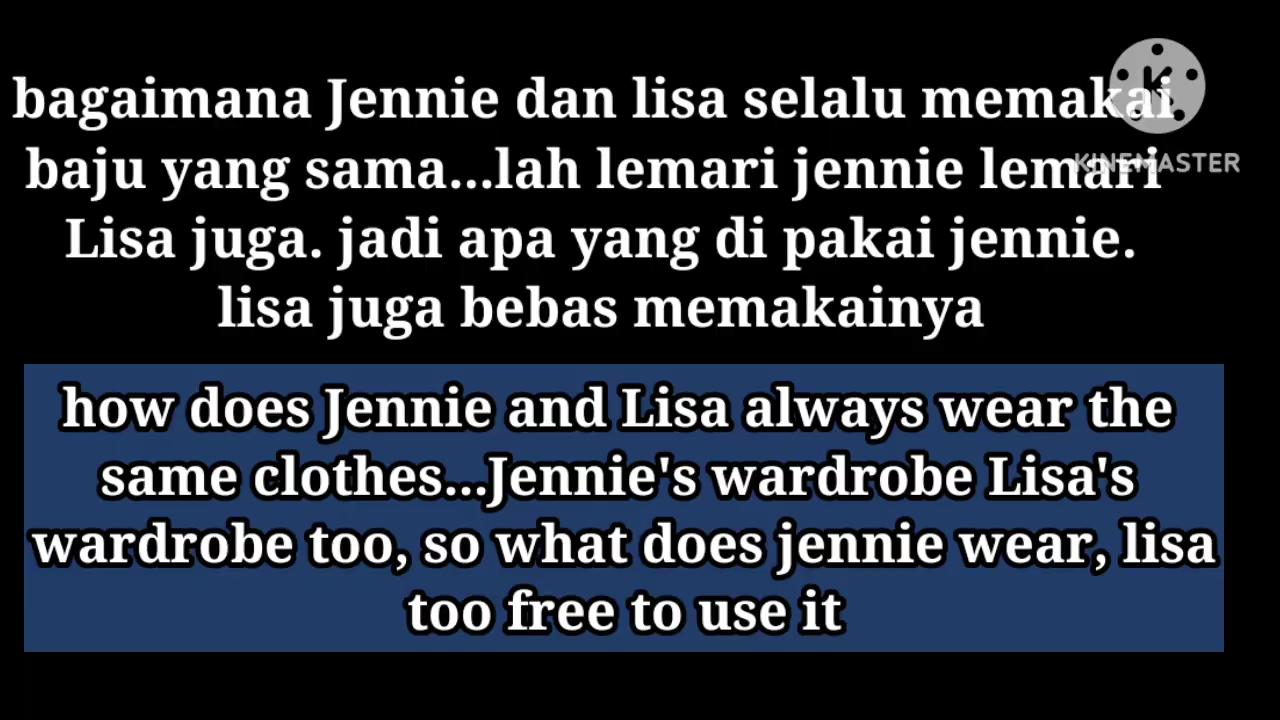 bagaimana Jennie dan lisa selalu memakai
baju yang sama...lah lemari jennie lemari
Lisa juga. jadi apa yang di pakai jennie.
lisa juga bebas memakainya
K
KINEMASTER
how does Jennie and Lisa always wear the
same clothes...Jennie's wardrobe Lisa's
wardrobe too, so what does jennie wear, lisa
too free to use it